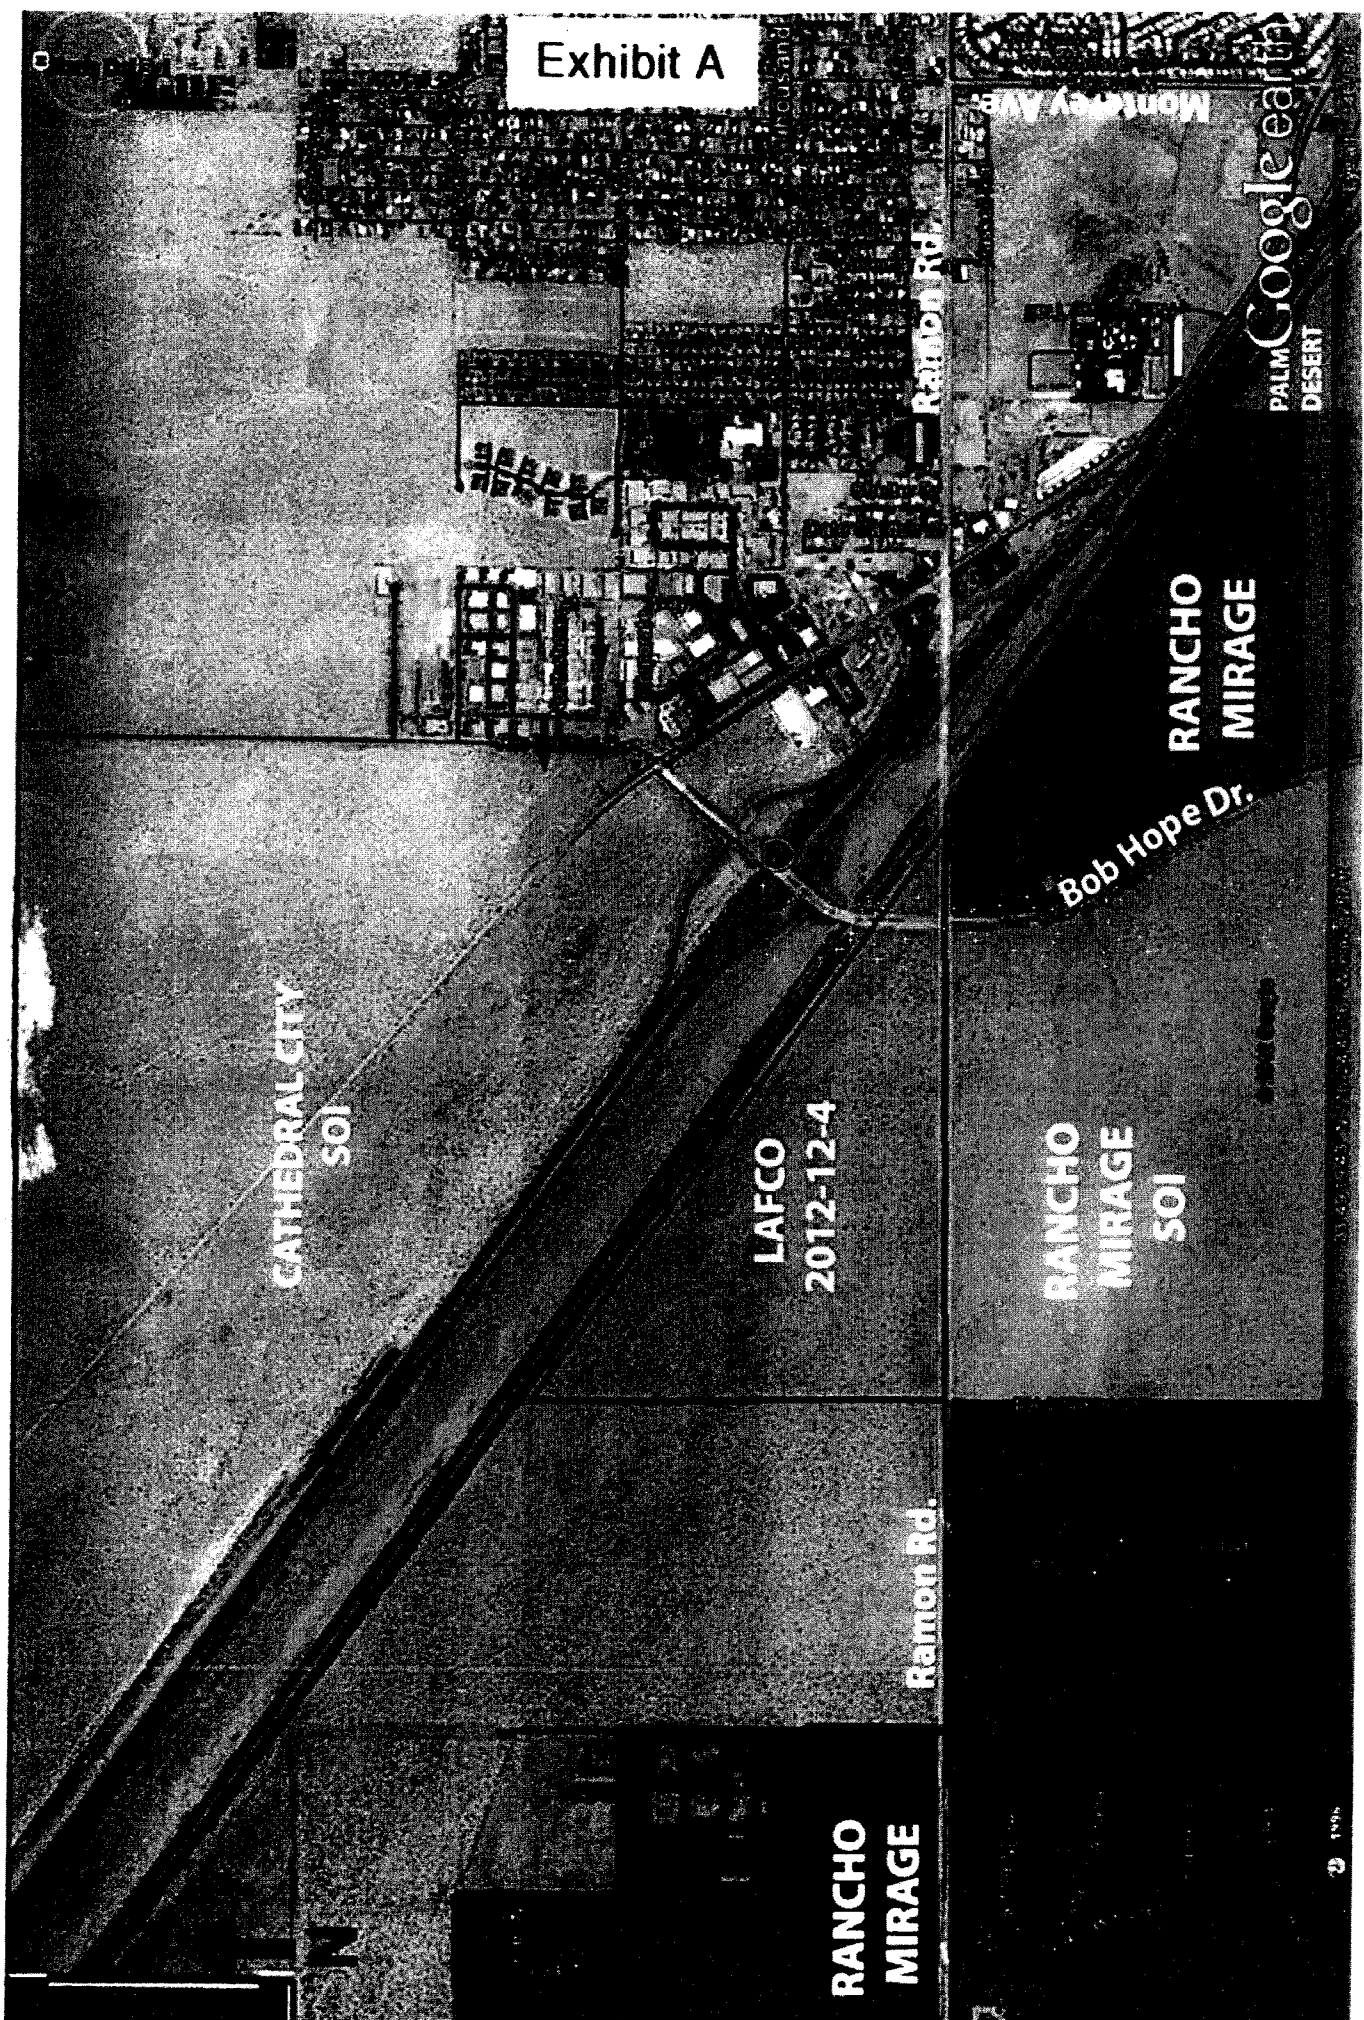 Exhibit A
Monterey Ave.
Google earth
Ramon Rd.
PALM
DESERT
RANCHO
MIRAGE
Bob Hope Dr.
CATHEDRAL CITY
SOI
LAFCO
2012-12-4
RANCHO
MIRAGE
SOI
Ramon Rd.
RANCHO
MIRAGE
1996
N